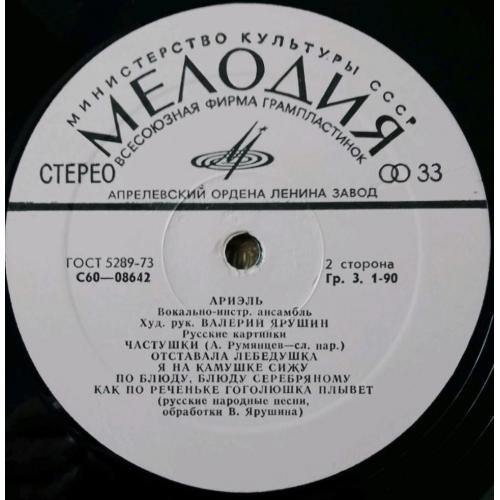 МИНИСТЕРСТВО КУЛЬТУРЫ СССР
МЕЛОДИЯ
ВСЕСОЮЗНАЯ ФИРМА ГРАМПЛАСТИНОК
СТЕРЕО
33
АПРЕЛЕВСКИЙ ОРДЕНА ЛЕНИНА ЗАВОД
ГОСТ 5289-73
С60—08642
2 сторона
Гр. 3. 1-90
АРИЭЛЬ
Вокально-инстр. ансамбль
Худ. рук. ВАЛЕРИЙ ЯРУШИН
Русские картинки
ЧАСТУШКИ (А. Румянцев—сл. нар.)
ОТСТАВАЛА ЛЕБЕДУШКА
Я НА КАМУШКЕ СИЖУ
ПО БЛЮДУ, БЛЮДУ СЕРЕБРЯНОМУ
КАК ПО РЕЧЕНЬКЕ ГОГОЛЮШКА ПЛЫВЕТ
(русские народные песни,
обработки В. Ярушина)